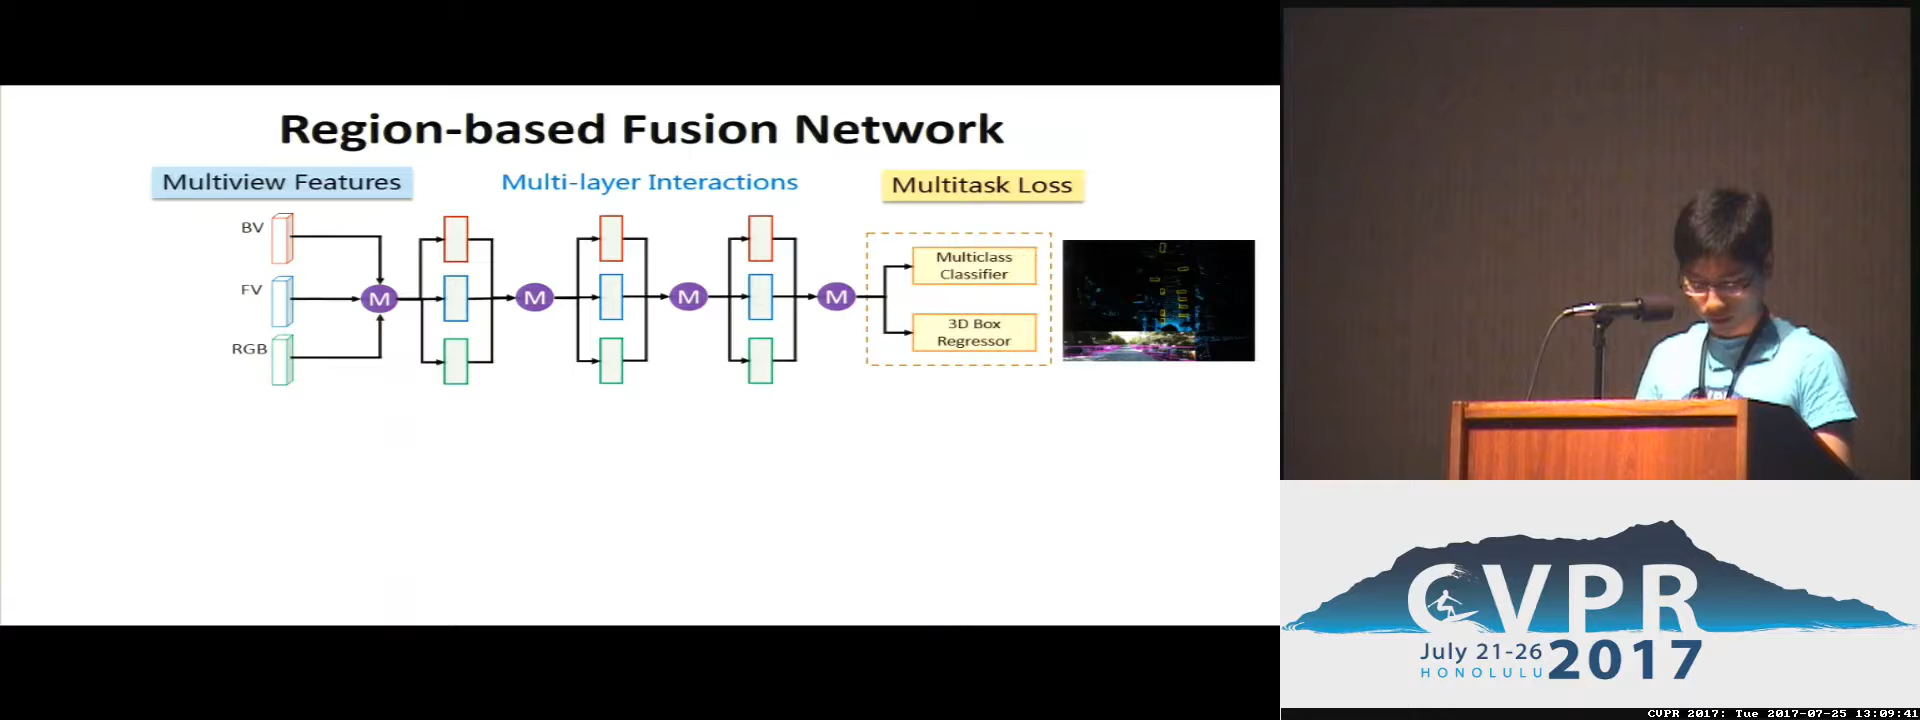 Region-based Fusion Network
Multiview Features
Multi-layer Interactions
Multitask Loss
BV
FV
RGB
M
M
M
M
Multiclass
Classifier
3D Box
Regressor
CVPR
July 21-26
HONOLULU
2017
CVPR 2017: Tue 2017-07-25 13:09:41